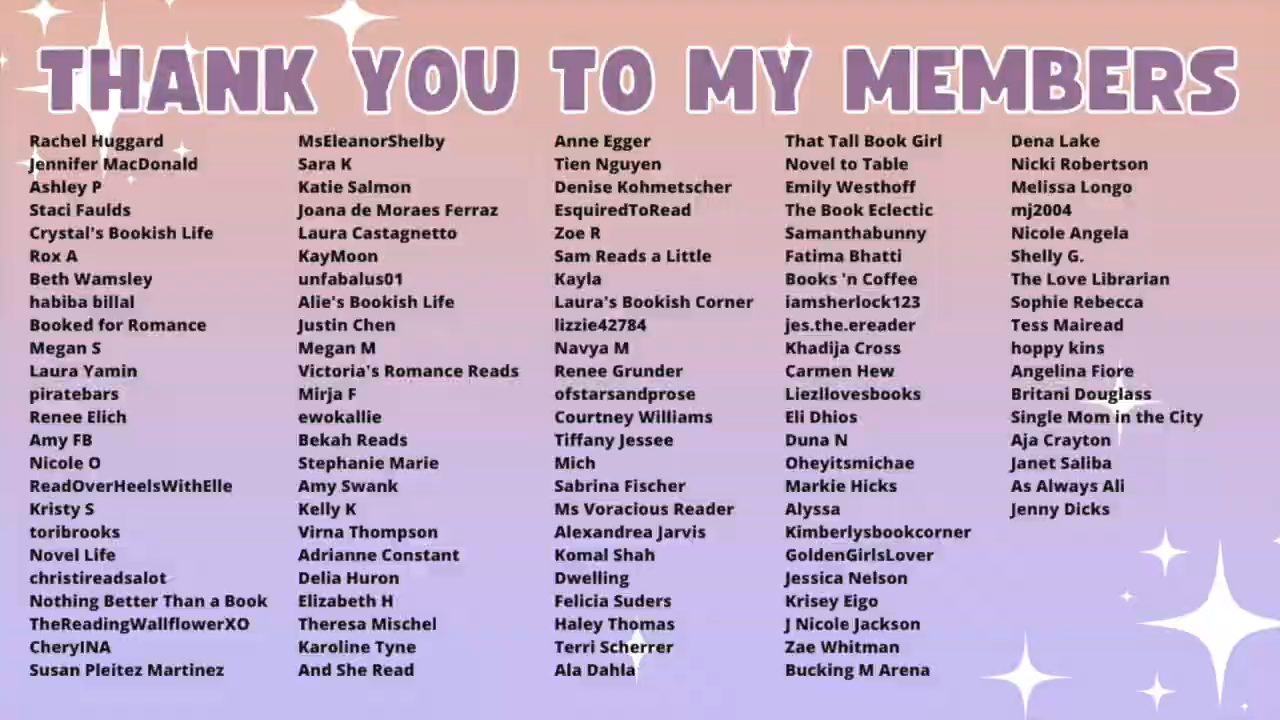 THANK YOU TO MY MEMBERS
Rachel Huggard
Jennifer MacDonald
Ashley P
Staci Faulds
Crystal's Bookish Life
Rox A
Beth Wamsley
habiba billal
Booked for Romance
Megan S
Laura Yamin
piratebars
Renee Elich
Amy FB
Nicole O
ReadOverHeelsWithElle
Kristy S
toribrooks
Novel Life
christireadsalot
Nothing Better Than a Book
TheReadingWallflowerXO
CheryINA
Susan Pleitez Martinez
MsEleanorShelby
Sara K
Katie Salmon
Joana de Moraes Ferraz
Laura Castagnetto
KayMoon
unfabalus01
Alie's Bookish Life
Justin Chen
Megan M
Victoria's Romance Reads
Mirja F
ewokallie
Bekah Reads
Stephanie Marie
Amy Swank
Kelly K
Virna Thompson
Adrianne Constant
Delia Huron
Elizabeth H
Theresa Mischel
Karoline Tyne
And She Read
Anne Egger
Tien Nguyen
Denise Kohmetscher
EsquiredToRead
Zoe R
Sam Reads a Little
Kayla
Laura's Bookish Corner
lizzie42784
Navya M
Renee Grunder
ofstarsandprose
Courtney Williams
Tiffany Jessee
Mich
Sabrina Fischer
Ms Voracious Reader
Alexandrea Jarvis
Komal Shah
Dwelling
Felicia Suders
Haley Thomas
Terri Scherrer
Ala Dahla
That Tall Book Girl
Novel to Table
Emily Westhoff
The Book Eclectic
Samanthabunny
Fatima Bhatti
Books 'n Coffee
iamsherlock123
jes.the.ereader
Khadija Cross
Carmen Hew
Liezllovesbooks
Eli Dhios
Duna N
Oheyitsmichae
Markie Hicks
Alyssa
Kimberlysbookcorner
GoldenGirlsLover
Jessica Nelson
Krisey Eigo
J Nicole Jackson
Zae Whitman
Bucking M Arena
Dena Lake
Nicki Robertson
Melissa Longo
mj2004
Nicole Angela
Shelly G.
The Love Librarian
Sophie Rebecca
Tess Mairead
hoppy kins
Angelina Fiore
Britani Douglass
Single Mom in the City
Aja Crayton
Janet Saliba
As Always Ali
Jenny Dicks